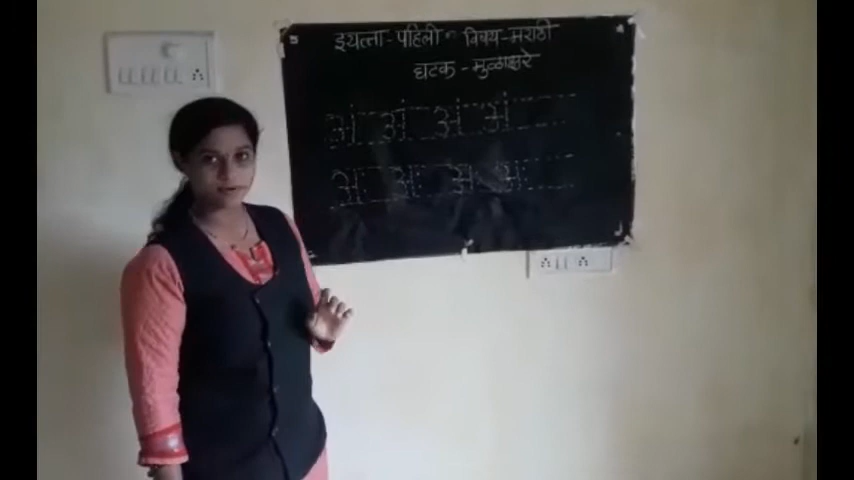 इयत्ता - पहिली - विषय - मराठी
घटक - मुळाक्षरे
अं अं अं अं
अः अः अः अः